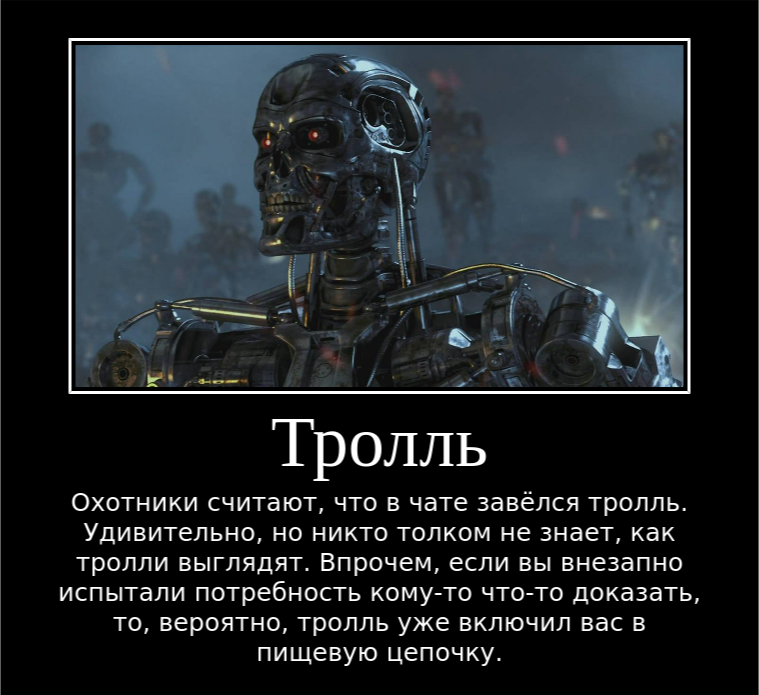 Тролль
Охотники считают, что в чате завёлся тролль.
Удивительно, но никто толком не знает, как
тролли выглядят. Впрочем, если вы внезапно
испытали потребность кому-то что-то доказать,
то, вероятно, тролль уже включил вас в
пищевую цепочку.